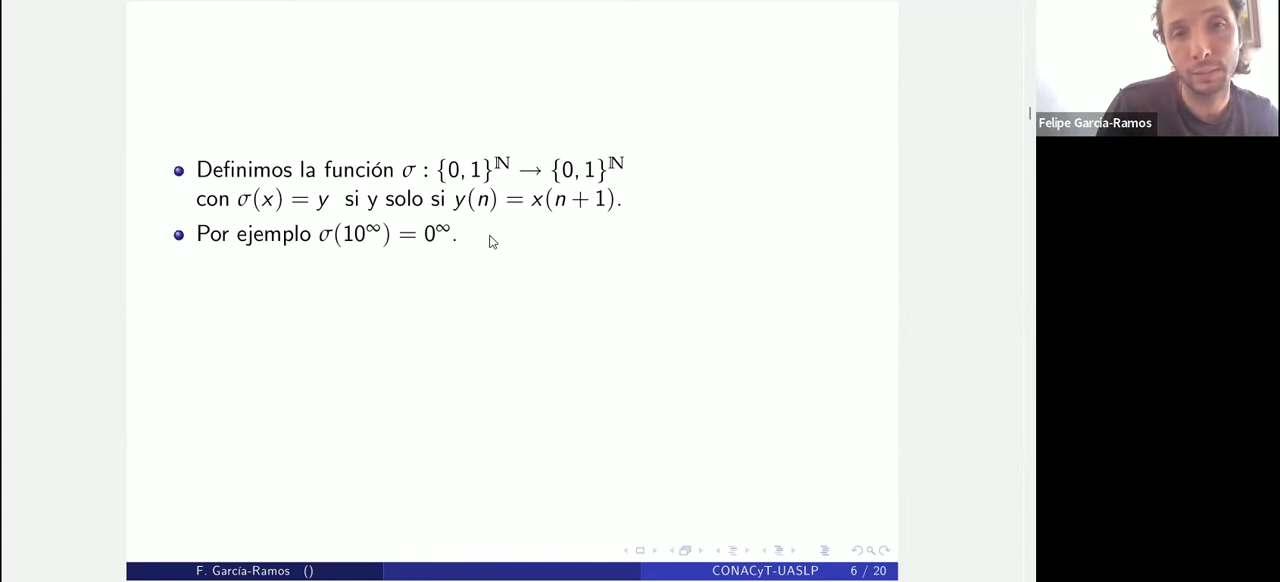 Definimos la función σ : {0, 1}^ℕ → {0, 1}^ℕ
con σ(x) = y si y solo si y(n) = x(n + 1).
Por ejemplo σ(10^∞) = 0^∞.
Felipe García-Ramos
F. García-Ramos ()
CONACyT-UASLP
6 / 20